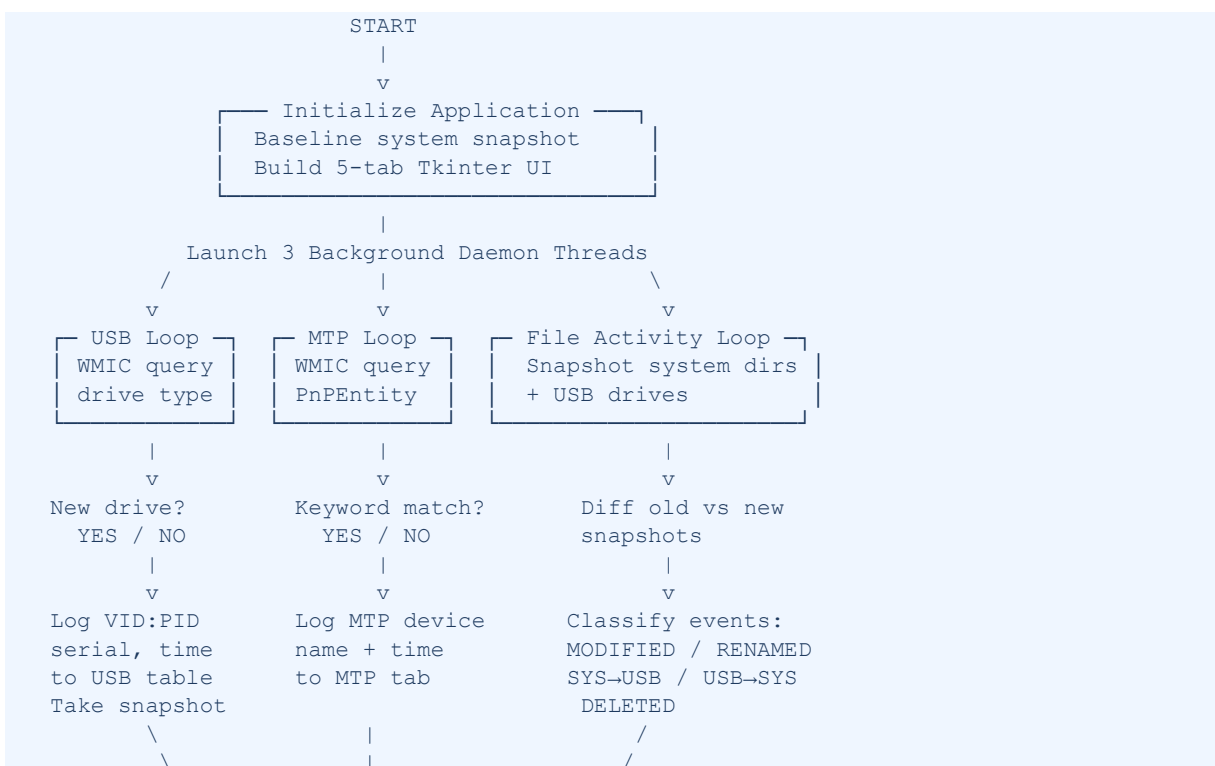 START
|
v
┌─── Initialize Application ───┐
│ Baseline system snapshot │
│ Build 5-tab Tkinter UI │
└──────────────────────────────┘
|
Launch 3 Background Daemon Threads
/ | \
v v v
┌─ USB Loop ─┐ ┌─ MTP Loop ─┐ ┌─ File Activity Loop ─┐
│ WMIC query │ │ WMIC query │ │ Snapshot system dirs │
│ drive type │ │ PnPEntity │ │ + USB drives │
└────────────┘ └────────────┘ └──────────────────────┘
| | |
v v v
New drive? Keyword match? Diff old vs new
YES / NO YES / NO snapshots
| | |
v v v
Log VID:PID Log MTP device Classify events:
serial, time name + time MODIFIED / RENAMED
to USB table to MTP tab SYS→USB / USB→SYS
Take snapshot DELETED
\ | /
\ | /